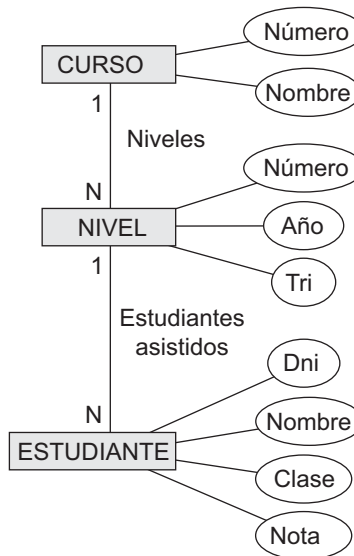 Número
CURSO
1
Nombre
Niveles
Número
N
NIVEL
Año
1
Tri
Estudiantes
asistidos
Dni
N
Nombre
ESTUDIANTE
Clase
Nota